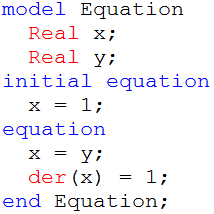 model Equation
  Real x;
  Real y;
initial equation
  x = 1;
equation
  x = y;
  der(x) = 1;
end Equation;